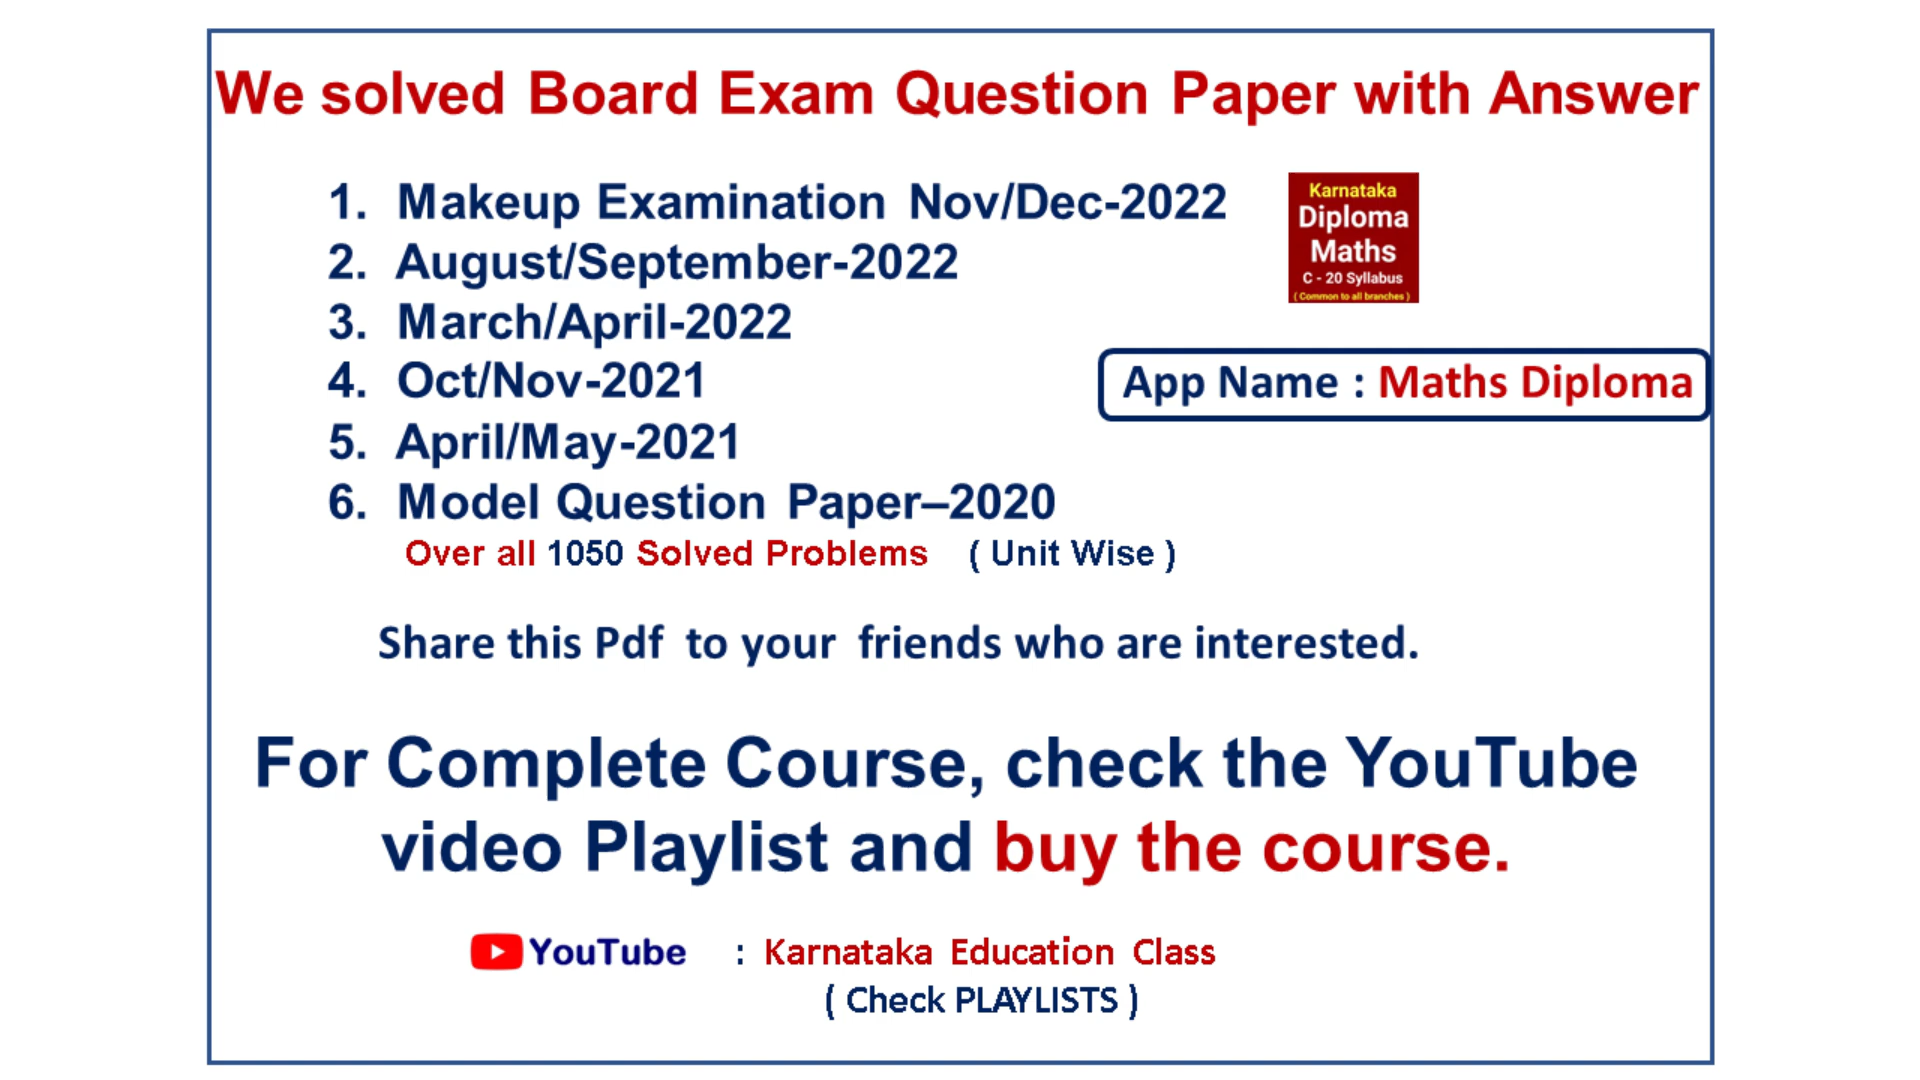 We solved Board Exam Question Paper with Answer
1. Makeup Examination Nov/Dec-2022
2. August/September-2022
3. March/April-2022
4. Oct/Nov-2021
5. April/May-2021
6. Model Question Paper–2020
Over all 1050 Solved Problems ( Unit Wise )
Karnataka
Diploma
Maths
C - 20 Syllabus
( Common to all branches )
App Name : Maths Diploma
Share this Pdf to your friends who are interested.
For Complete Course, check the YouTube
video Playlist and buy the course.
YouTube : Karnataka Education Class
( Check PLAYLISTS )